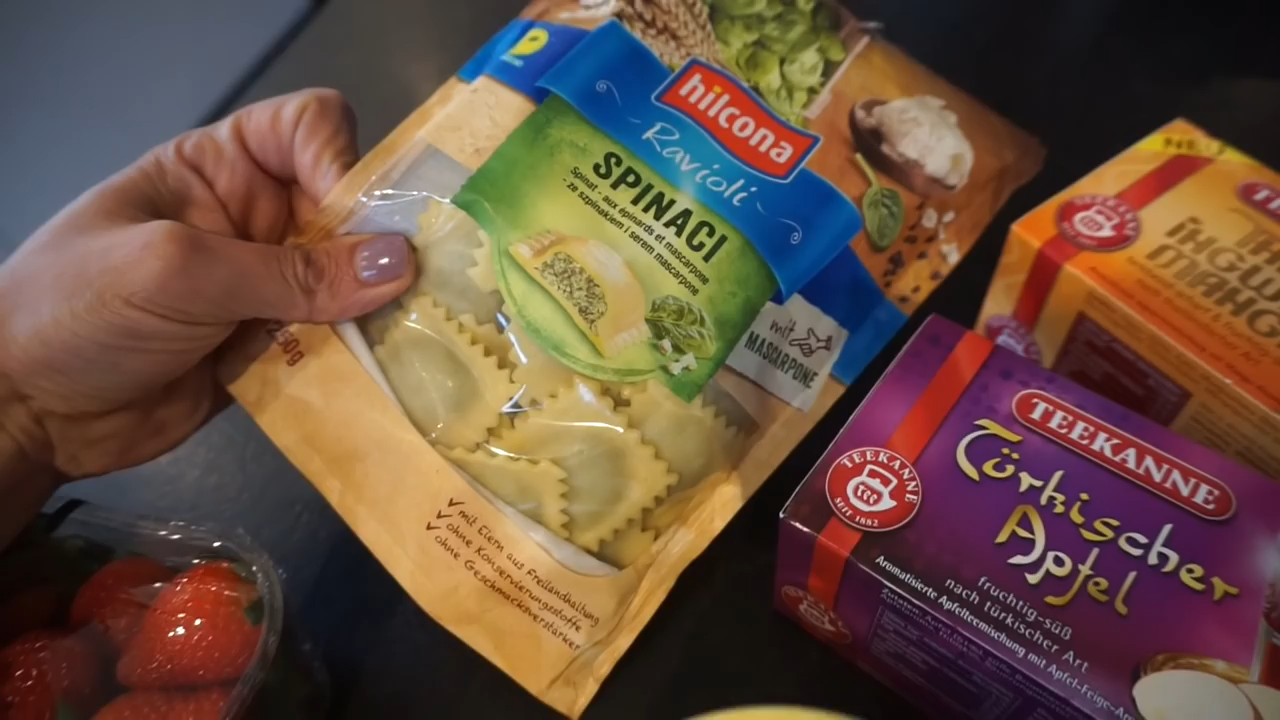 hilcona
Ravioli
SPINACI
Spinat - aux épinards et mascarpone
- ze szpinakiem i serem mascarpone
mit
MASCARPONE
250g
mit Eiern aus Freilandhaltung
ohne Konservierungsstoffe
ohne Geschmacksverstärker
TEEKANNE
Türkischer
Apfel
fruchtig-süß
nach türkischer Art
Aromatisierte Apfelteemischung mit Apfel-Feige-Ar
TEEKANNE
tee
SEIT 1882